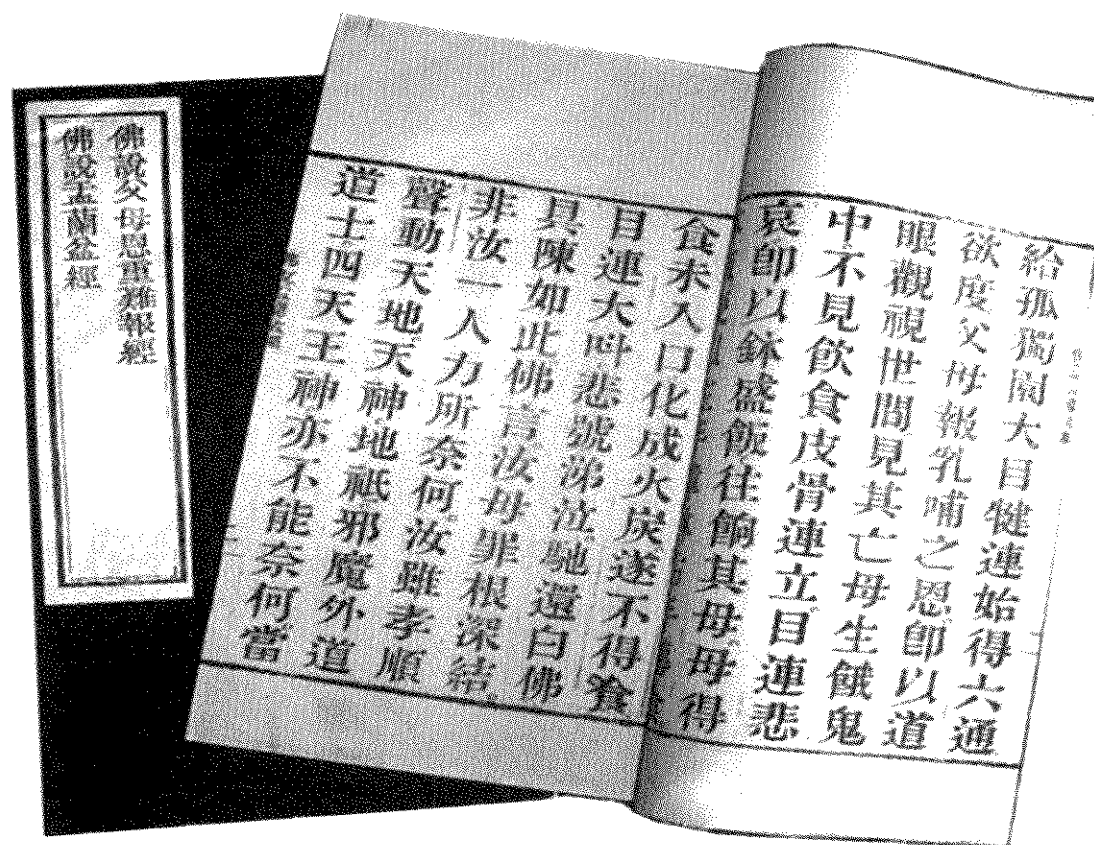 佛說父母恩重難報經
佛說盂蘭盆經
給孤獨園大目犍連始得六通
欲度父母報乳哺之恩即以道
眼觀視世間見其亡母生餓鬼
中不見飲食皮骨連立目連悲
哀即以鉢盛飯往餉其母母得
食未入口化成火炭遂不得餐
目連大呌悲號涕泣馳還白佛
具陳如此佛言汝母罪根深結
非汝一人力所奈何汝雖孝順
聲動天地天神地祇邪魔外道
道士四天王神亦不能奈何當